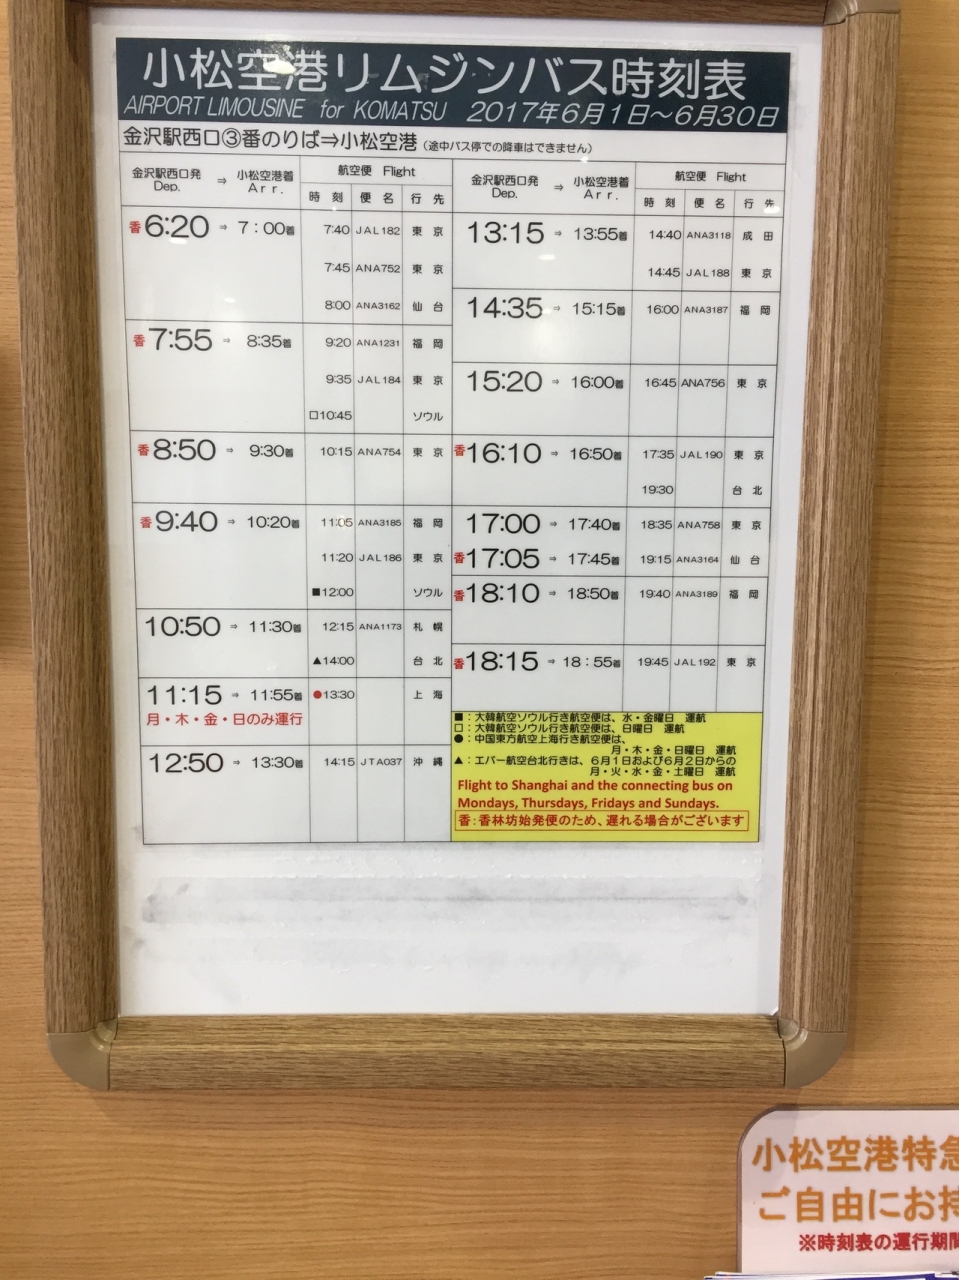 小松空港リムジンバス時刻表
AIRPORT LIMOUSINE for KOMATSU 2017年6月1日～6月30日
金沢駅西口③番のりば⇒小松空港（途中バス停での降車はできません）
金沢駅西口発 Dep. ⇒ 小松空港着 Arr. 航空便 Flight
時刻 便名 行先
香6:20 ⇒ 7:00着 7:40 JAL182 東京
7:45 ANA752 東京
8:00 ANA3162 仙台
香7:55 ⇒ 8:35着 9:20 ANA1231 福岡
9:35 JAL184 東京
□10:45 ソウル
香8:50 ⇒ 9:30着 10:15 ANA754 東京
香9:40 ⇒ 10:20着 11:05 ANA3185 福岡
11:20 JAL186 東京
■12:00 ソウル
10:50 ⇒ 11:30着 12:15 ANA1173 札幌
▲14:00 台北
11:15 ⇒ 11:55着 ●13:30 上海
月・木・金・日のみ運行
12:50 ⇒ 13:30着 14:15 JTA037 沖縄
金沢駅西口発 Dep. ⇒ 小松空港着 Arr. 航空便 Flight
時刻 便名 行先
13:15 ⇒ 13:55着 14:40 ANA3118 成田
14:45 JAL188 東京
14:35 ⇒ 15:15着 16:00 ANA3187 福岡
15:20 ⇒ 16:00着 16:45 ANA756 東京
香16:10 ⇒ 16:50着 17:35 JAL190 東京
19:30 台北
17:00 ⇒ 17:40着 18:35 ANA758 東京
香17:05 ⇒ 17:45着 19:15 ANA3164 仙台
香18:10 ⇒ 18:50着 19:40 ANA3189 福岡
香18:15 ⇒ 18:55着 19:45 JAL192 東京
■：大韓航空ソウル行き航空便は、水・金曜日 運航
□：大韓航空ソウル行き航空便は、日曜日 運航
●：中国東方航空上海行き航空便は、
月・木・金・日曜日 運航
▲：エバー航空台北行きは、6月1日および6月2日からの
月・火・水・金・土曜日 運航
Flight to Shanghai and the connecting bus on
Mondays, Thursdays, Fridays and Sundays.
香：香林坊始発便のため、遅れる場合がございます
小松空港特急
ご自由にお持
※時刻表の運行期間